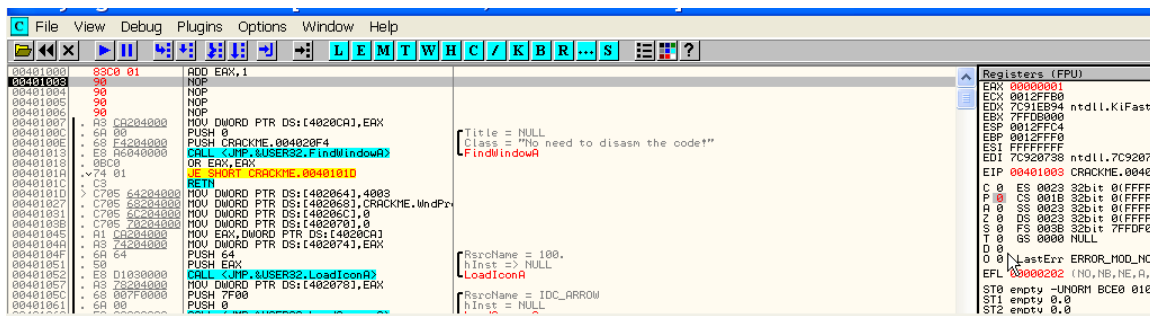 C File View Debug Plugins Options Window Help
L E M T W H C / K B R ... S ?
00401000 83C0 01 ADD EAX,1
00401003 90 NOP
00401004 90 NOP
00401005 90 NOP
00401006 90 NOP
00401007 . A3 CA204000 MOV DWORD PTR DS:[4020CA],EAX
0040100C . 6A 00 PUSH 0 Title = NULL
0040100E . 68 F4204000 PUSH CRACKME.004020F4 Class = "No need to disasm the code!"
00401013 . E8 A6040000 CALL <JMP.&USER32.FindWindowA> FindWindowA
00401018 . 0BC0 OR EAX,EAX
0040101A .v74 01 JE SHORT CRACKME.0040101D
0040101C . C3 RETN
0040101D > C705 64204000 MOV DWORD PTR DS:[402064],4003
00401027 . C705 68204000 MOV DWORD PTR DS:[402068],CRACKME.WndPr
00401031 . C705 6C204000 MOV DWORD PTR DS:[40206C],0
0040103B . C705 70204000 MOV DWORD PTR DS:[402070],0
00401045 . A1 CA204000 MOV EAX,DWORD PTR DS:[4020CA]
0040104A . A3 74204000 MOV DWORD PTR DS:[402074],EAX
0040104F . 6A 64 PUSH 64 RsrcName = 100.
00401051 . 50 PUSH EAX hInst => NULL
00401052 . E8 D1030000 CALL <JMP.&USER32.LoadIconA> LoadIconA
00401057 . A3 78204000 MOV DWORD PTR DS:[402078],EAX
0040105C . 68 007F0000 PUSH 7F00 RsrcName = IDC_ARROW
00401061 . 6A 00 PUSH 0 hInst = NULL
Registers (FPU)
EAX 00000001
ECX 0012FFB0
EDX 7C91EB94 ntdll.KiFast
EBX 7FFDB000
ESP 0012FFC4
EBP 0012FFF0
ESI FFFFFFFF
EDI 7C920738 ntdll.7C9207
EIP 00401003 CRACKME.0040
C 0 ES 0023 32bit 0(FFFF
P 0 CS 001B 32bit 0(FFFF
A 0 SS 0023 32bit 0(FFFF
Z 0 DS 0023 32bit 0(FFFF
S 0 FS 003B 32bit 7FFDF0
T 0 GS 0000 NULL
D 0
O 0 LastErr ERROR_MOD_NO
EFL 00000202 (NO,NB,NE,A,
ST0 empty -UNORM BCE0 010
ST1 empty 0.0
ST2 empty 0.0